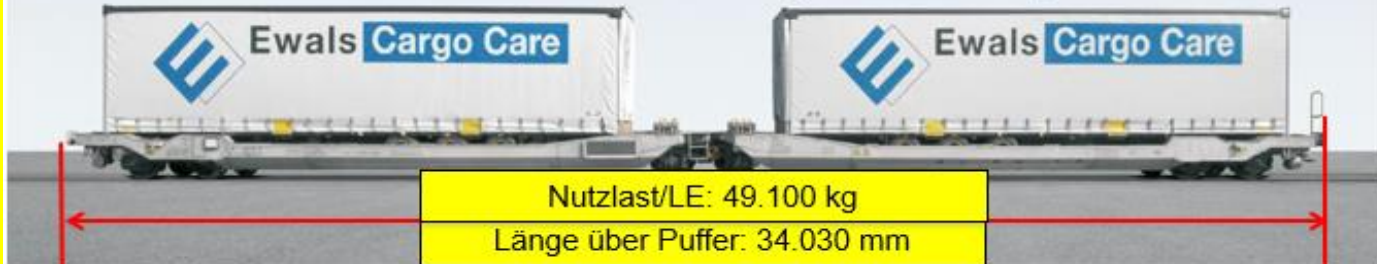 Ewals Cargo Care
Ewals Cargo Care
Nutzlast/LE: 49.100 kg
Länge über Puffer: 34.030 mm